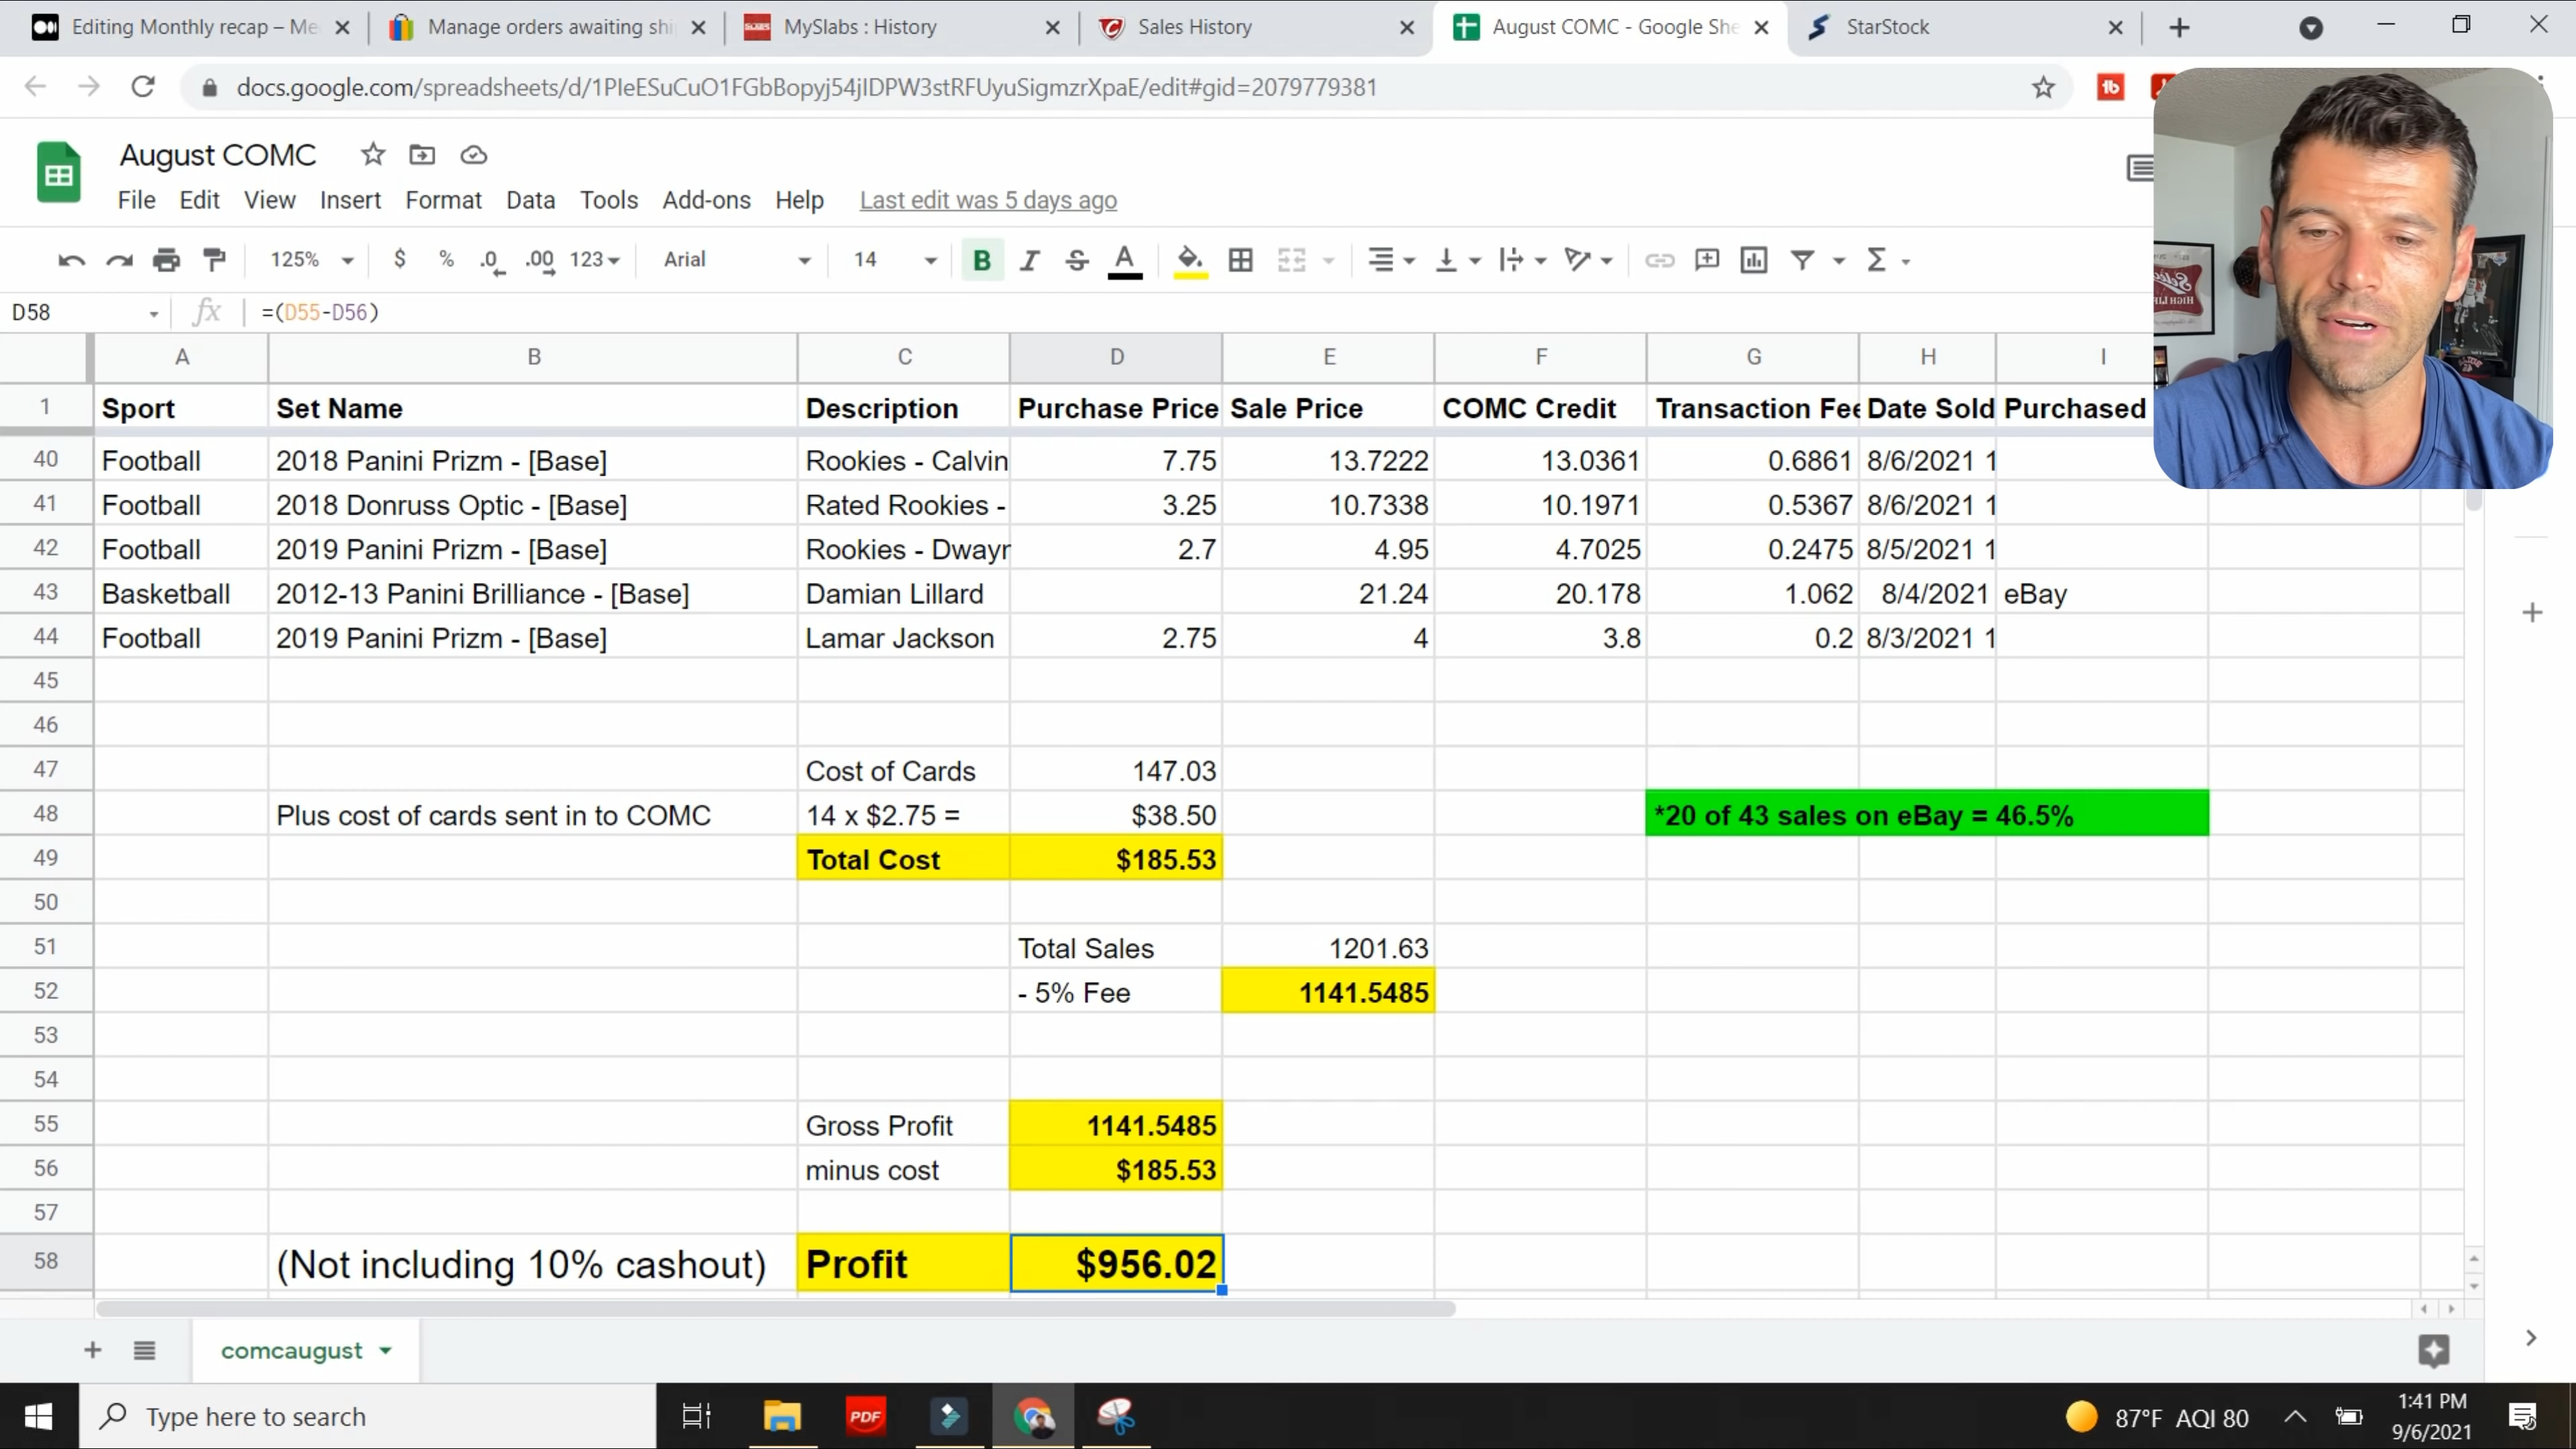 Editing Monthly recap – Me
Manage orders awaiting shi
MySlabs : History
Sales History
August COMC - Google She
StarStock
docs.google.com/spreadsheets/d/1PleESuCuO1FGbBopyj54jIDPW3stRFUyuSigmzrXpaE/edit#gid=2079779381
August COMC
File Edit View Insert Format Data Tools Add-ons Help Last edit was 5 days ago
125% $ % .0 .00 123 Arial 14 B I S A
D58 fx =(D55-D56)
A B C D E F G H I
1 Sport Set Name Description Purchase Price Sale Price COMC Credit Transaction Fee Date Sold Purchased
40 Football 2018 Panini Prizm - [Base] Rookies - Calvin 7.75 13.7222 13.0361 0.6861 8/6/2021 1
41 Football 2018 Donruss Optic - [Base] Rated Rookies - 3.25 10.7338 10.1971 0.5367 8/6/2021 1
42 Football 2019 Panini Prizm - [Base] Rookies - Dwayn 2.7 4.95 4.7025 0.2475 8/5/2021 1
43 Basketball 2012-13 Panini Brilliance - [Base] Damian Lillard 21.24 20.178 1.062 8/4/2021 eBay
44 Football 2019 Panini Prizm - [Base] Lamar Jackson 2.75 4 3.8 0.2 8/3/2021 1
45
46
47 Cost of Cards 147.03
48 Plus cost of cards sent in to COMC 14 x $2.75 = $38.50 *20 of 43 sales on eBay = 46.5%
49 Total Cost $185.53
50
51 Total Sales 1201.63
52 - 5% Fee 1141.5485
53
54
55 Gross Profit 1141.5485
56 minus cost $185.53
57
58 (Not including 10% cashout) Profit $956.02
comcaugust
Type here to search
PDF
87°F AQI 80
1:41 PM
9/6/2021